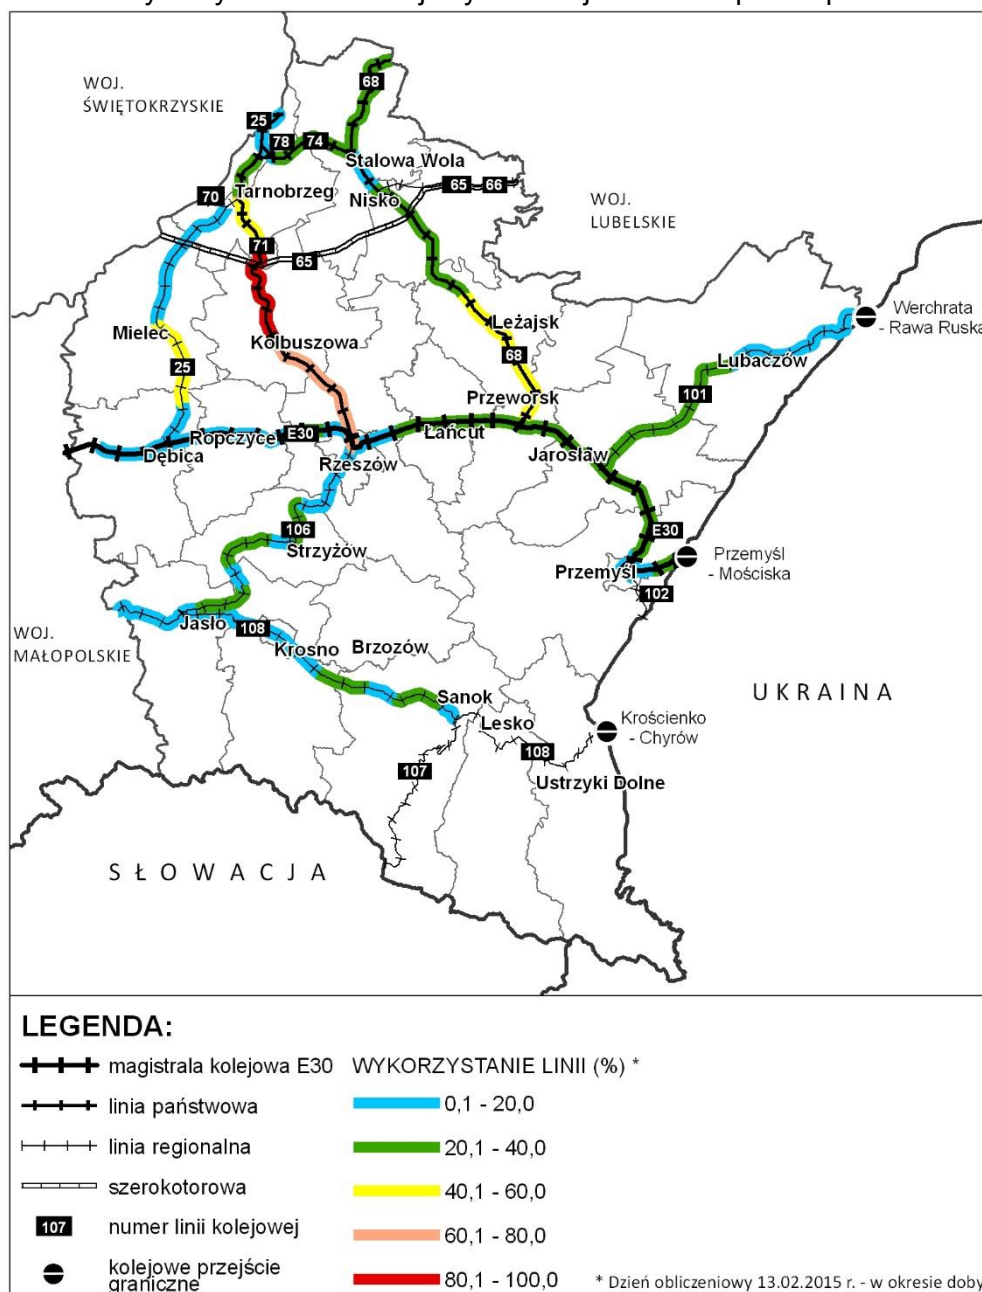 WOJ.
ŚWIĘTOKRZYSKIE
68
25
78
74
Stalowa Wola
65
66
70
Tarnobrzeg
Nisko
WOJ.
LUBELSKIE
71
65
Werchrata
- Rawa Ruska
Mielec
Leżajsk
Kolbuszowa
68
Lubaczów
25
101
Przeworsk
E30
Łańcut
Ropczyce
Dębica
Rzeszów
Jarosław
106
E30
Strzyżów
Przemyśl
- Mościska
Przemyśl
102
Jasło
108
WOJ.
MAŁOPOLSKIE
Krosno
Brzozów
UKRAINA
Sanok
Lesko
Krościenko
- Chyrów
108
107
Ustrzyki Dolne
SŁOWACJA
LEGENDA:
magistrala kolejowa E30
WYKORZYSTANIE LINII (%) *
linia państwowa
0,1 - 20,0
linia regionalna
20,1 - 40,0
szerokotorowa
40,1 - 60,0
107
numer linii kolejowej
60,1 - 80,0
kolejowe przejście
graniczne
80,1 - 100,0
* Dzień obliczeniowy 13.02.2015 r. - w okresie doby